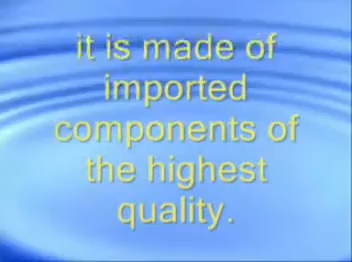 it is made of
imported
components of
the highest
quality.